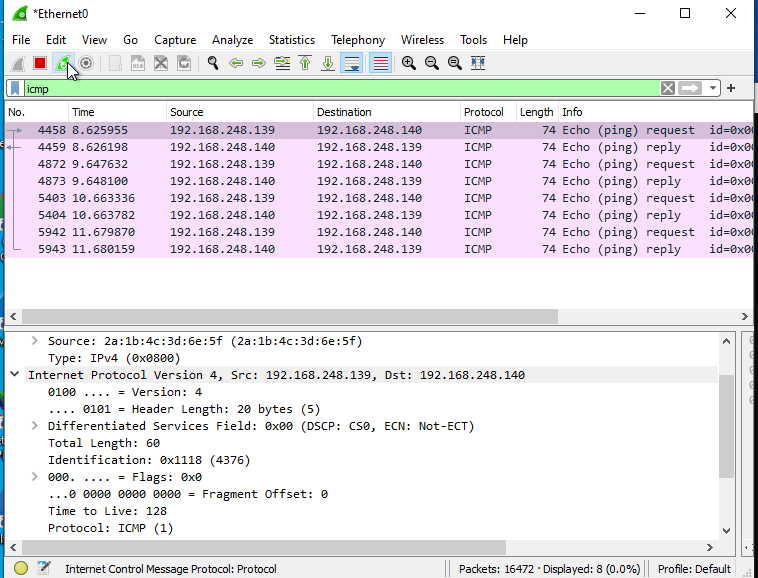 *Ethernet0
File Edit View Go Capture Analyze Statistics Telephony Wireless Tools Help
icmp
No. Time Source Destination Protocol Length Info
4458 8.625955 192.168.248.139 192.168.248.140 ICMP 74 Echo (ping) request id=0x00
4459 8.626198 192.168.248.140 192.168.248.139 ICMP 74 Echo (ping) reply id=0x00
4872 9.647632 192.168.248.139 192.168.248.140 ICMP 74 Echo (ping) request id=0x00
4873 9.648100 192.168.248.140 192.168.248.139 ICMP 74 Echo (ping) reply id=0x00
5403 10.663336 192.168.248.139 192.168.248.140 ICMP 74 Echo (ping) request id=0x00
5404 10.663782 192.168.248.140 192.168.248.139 ICMP 74 Echo (ping) reply id=0x00
5942 11.679870 192.168.248.139 192.168.248.140 ICMP 74 Echo (ping) request id=0x00
5943 11.680159 192.168.248.140 192.168.248.139 ICMP 74 Echo (ping) reply id=0x00
Source: 2a:1b:4c:3d:6e:5f (2a:1b:4c:3d:6e:5f)
Type: IPv4 (0x0800)
Internet Protocol Version 4, Src: 192.168.248.139, Dst: 192.168.248.140
0100 .... = Version: 4
.... 0101 = Header Length: 20 bytes (5)
Differentiated Services Field: 0x00 (DSCP: CS0, ECN: Not-ECT)
Total Length: 60
Identification: 0x1118 (4376)
000. .... = Flags: 0x0
...0 0000 0000 0000 = Fragment Offset: 0
Time to Live: 128
Protocol: ICMP (1)
Internet Control Message Protocol: Protocol Packets: 16472 · Displayed: 8 (0.0%) Profile: Default